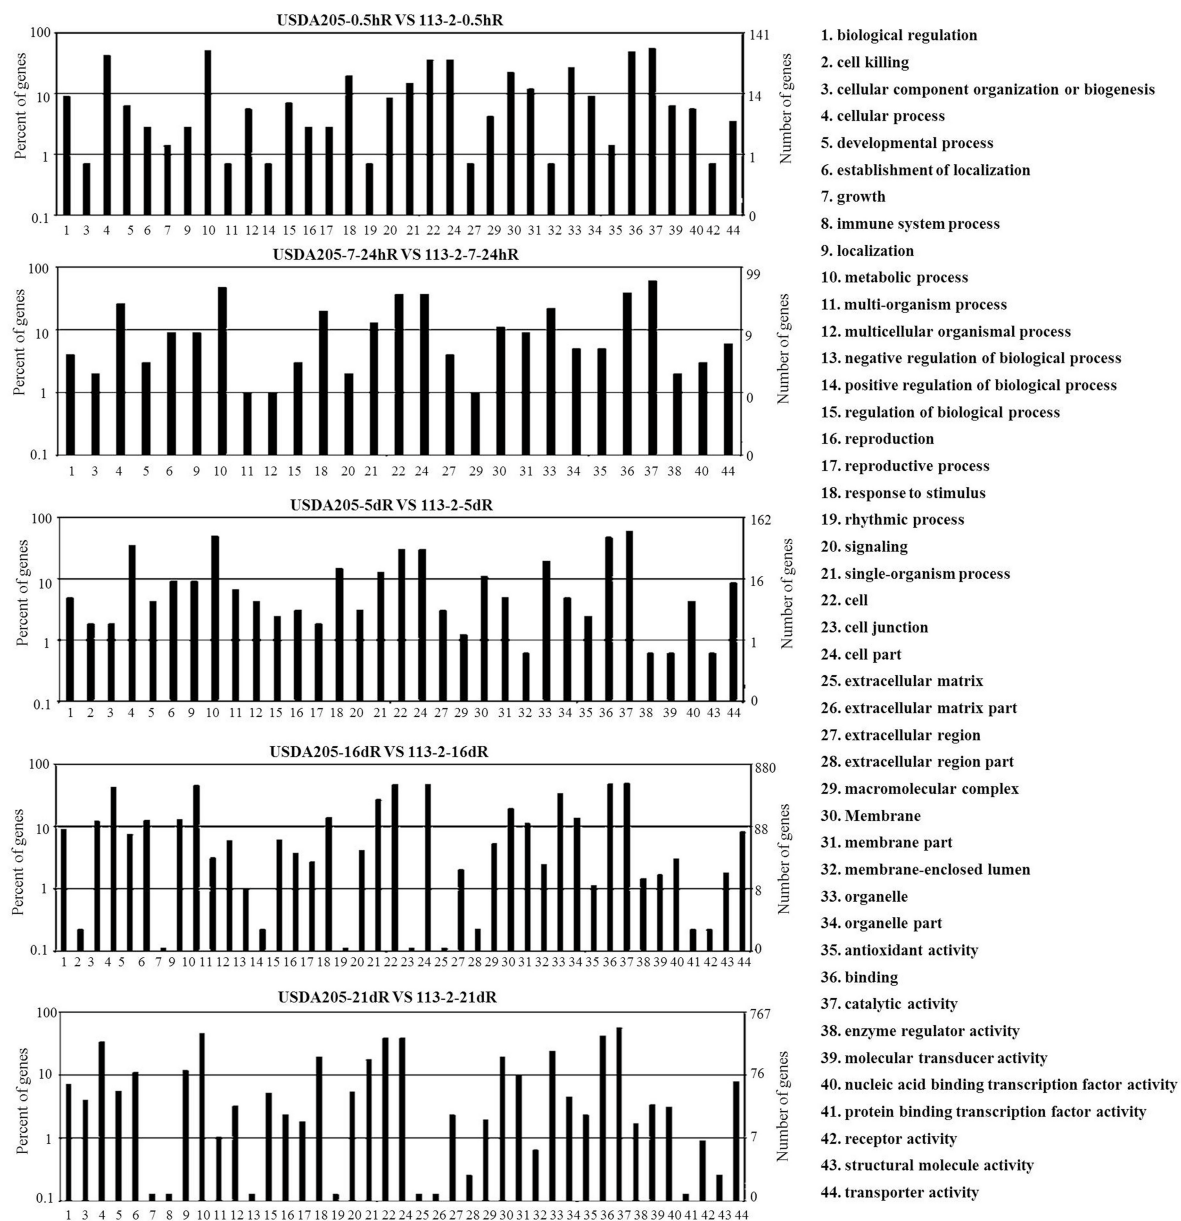 USDA205-0.5hR VS 113-2-0.5hR
Percent of genes
Number of genes
100
10
1
0.1
141
14
1
0
1 3 4 5 6 7 9 10 11 12 14 15 16 17 18 19 20 21 22 24 27 28 30 31 32 33 34 35 36 37 39 40 42 44
USDA205-7-24hR VS 113-2-7-24hR
Percent of genes
Number of genes
100
10
1
0.1
99
9
0
0
1 3 4 5 6 9 10 11 12 15 18 20 21 22 24 27 29 30 31 33 34 35 36 37 38 40 44
USDA205-5dR VS 113-2-5dR
Percent of genes
Number of genes
100
10
1
0.1
162
16
1
0
1 2 3 4 5 6 9 10 11 12 15 16 17 18 20 21 22 24 27 29 30 31 32 33 34 35 36 37 38 39 40 43 44
USDA205-16dR VS 113-2-16dR
Percent of genes
Number of genes
100
10
1
0.1
880
88
8
0
1 2 3 4 5 6 7 9 10 11 12 13 14 15 16 17 18 19 20 21 22 23 24 25 27 28 29 30 31 32 33 34 35 36 37 38 39 40 41 42 43 44
USDA205-21dR VS 113-2-21dR
Percent of genes
Number of genes
100
10
1
0.1
767
76
7
0
1 3 4 5 6 7 8 9 10 11 12 13 15 16 17 18 19 20 21 22 24 25 26 27 28 29 30 31 32 33 34 35 36 37 38 39 40 41 42 43 44
1. biological regulation
2. cell killing
3. cellular component organization or biogenesis
4. cellular process
5. developmental process
6. establishment of localization
7. growth
8. immune system process
9. localization
10. metabolic process
11. multi-organism process
12. multicellular organismal process
13. negative regulation of biological process
14. positive regulation of biological process
15. regulation of biological process
16. reproduction
17. reproductive process
18. response to stimulus
19. rhythmic process
20. signaling
21. single-organism process
22. cell
23. cell junction
24. cell part
25. extracellular matrix
26. extracellular matrix part
27. extracellular region
28. extracellular region part
29. macromolecular complex
30. Membrane
31. membrane part
32. membrane-enclosed lumen
33. organelle
34. organelle part
35. antioxidant activity
36. binding
37. catalytic activity
38. enzyme regulator activity
39. molecular transducer activity
40. nucleic acid binding transcription factor activity
41. protein binding transcription factor activity
42. receptor activity
43. structural molecule activity
44. transporter activity